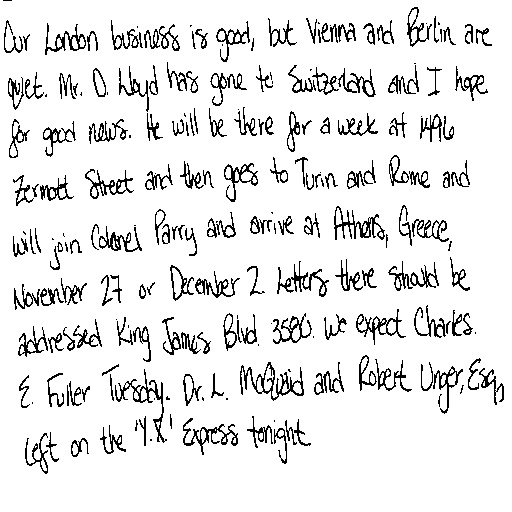 Our London business is good, but Vienna and Berlin are
quiet. Mr. D. Lloyd has gone to Switzerland and I hope
for good news. He will be there for a week at 1496
Zermott Street and then goes to Turin and Rome and
will join Colonel Parry and arrive at Athens, Greece,
November 27 or December 2. Letters there should be
addressed King James Blvd. 3580. We expect Charles
E. Fuller Tuesday. Dr. L. McQuaid and Robert Unger, Esq.,
left on the 'Y.X.' Express tonight.